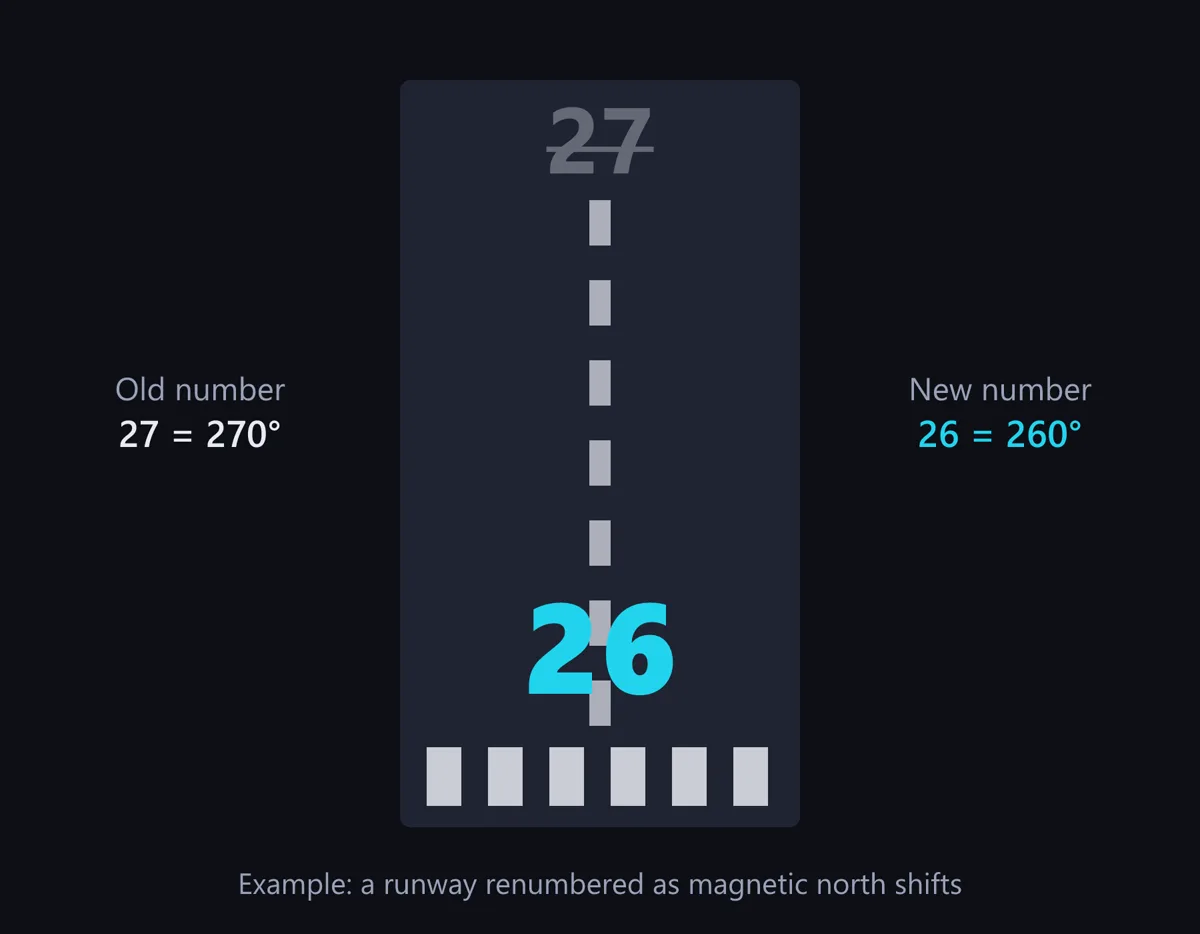 27
Old number
27 = 270°
New number
26 = 260°
26
Example: a runway renumbered as magnetic north shifts